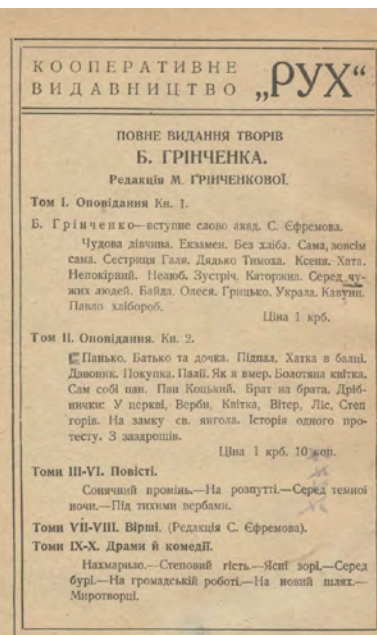 КООПЕРАТИВНЕ
ВИДАВНИЦТВО „РУХ“
ПОВНЕ ВИДАННЯ ТВОРІВ
Б. ГРІНЧЕНКА.
Редакція М. ГРІНЧЕНКОВОЇ.
Том I. Оповідання Кн. 1.
Б. Грінченко—вступне слово акад. С. Єфремова.
Чудова дівчина. Екзамен. Без хліба. Сама, зовсім
сама. Сестриця Галя. Дядько Тимоха. Ксеня. Хата.
Непокірний. Нелюб. Зустріч. Каторжна. Серед чу-
жих людей. Байда. Олеся. Грицько. Украла. Кавуни.
Павло хлібороб.
Ціна 1 крб.
Том II. Оповідання. Кн. 2.
Панько. Батько та дочка. Підпал. Хатка в балці.
Дзвоник. Покупка. Палії. Як я вмер. Болотяна квітка.
Сам собі пан. Пан Коцький. Брат на брата. Дріб-
нички: У церкві, Верби, Квітка, Вітер, Ліс, Степ
горів. На замку св. янгола. Історія одного про-
тесту. З заздрощів.
Ціна 1 крб. 10 коп.
Томи III-VI. Повісті.
Сонячний промінь.—На розпутті.—Серед темної
ночи.—Під тихими вербами.
Томи VII-VIII. Вірші. (Редакція С. Єфремова).
Томи IX-X. Драми й комедії.
Нахмарило.—Степовий гість.—Ясні зорі.—Серед
бурі.—На громадській роботі.—На новий шлях.—
Миротворці.